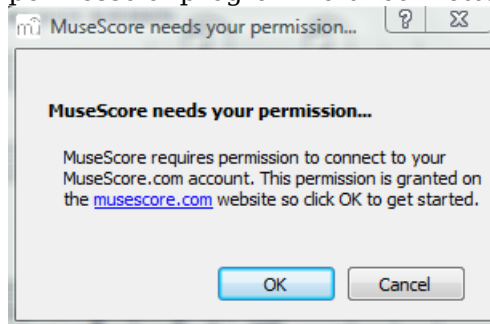 MuseScore needs your permission...
MuseScore needs your permission...
MuseScore requires permission to connect to your
MuseScore.com account. This permission is granted on
the musescore.com website so click OK to get started.
OK
Cancel